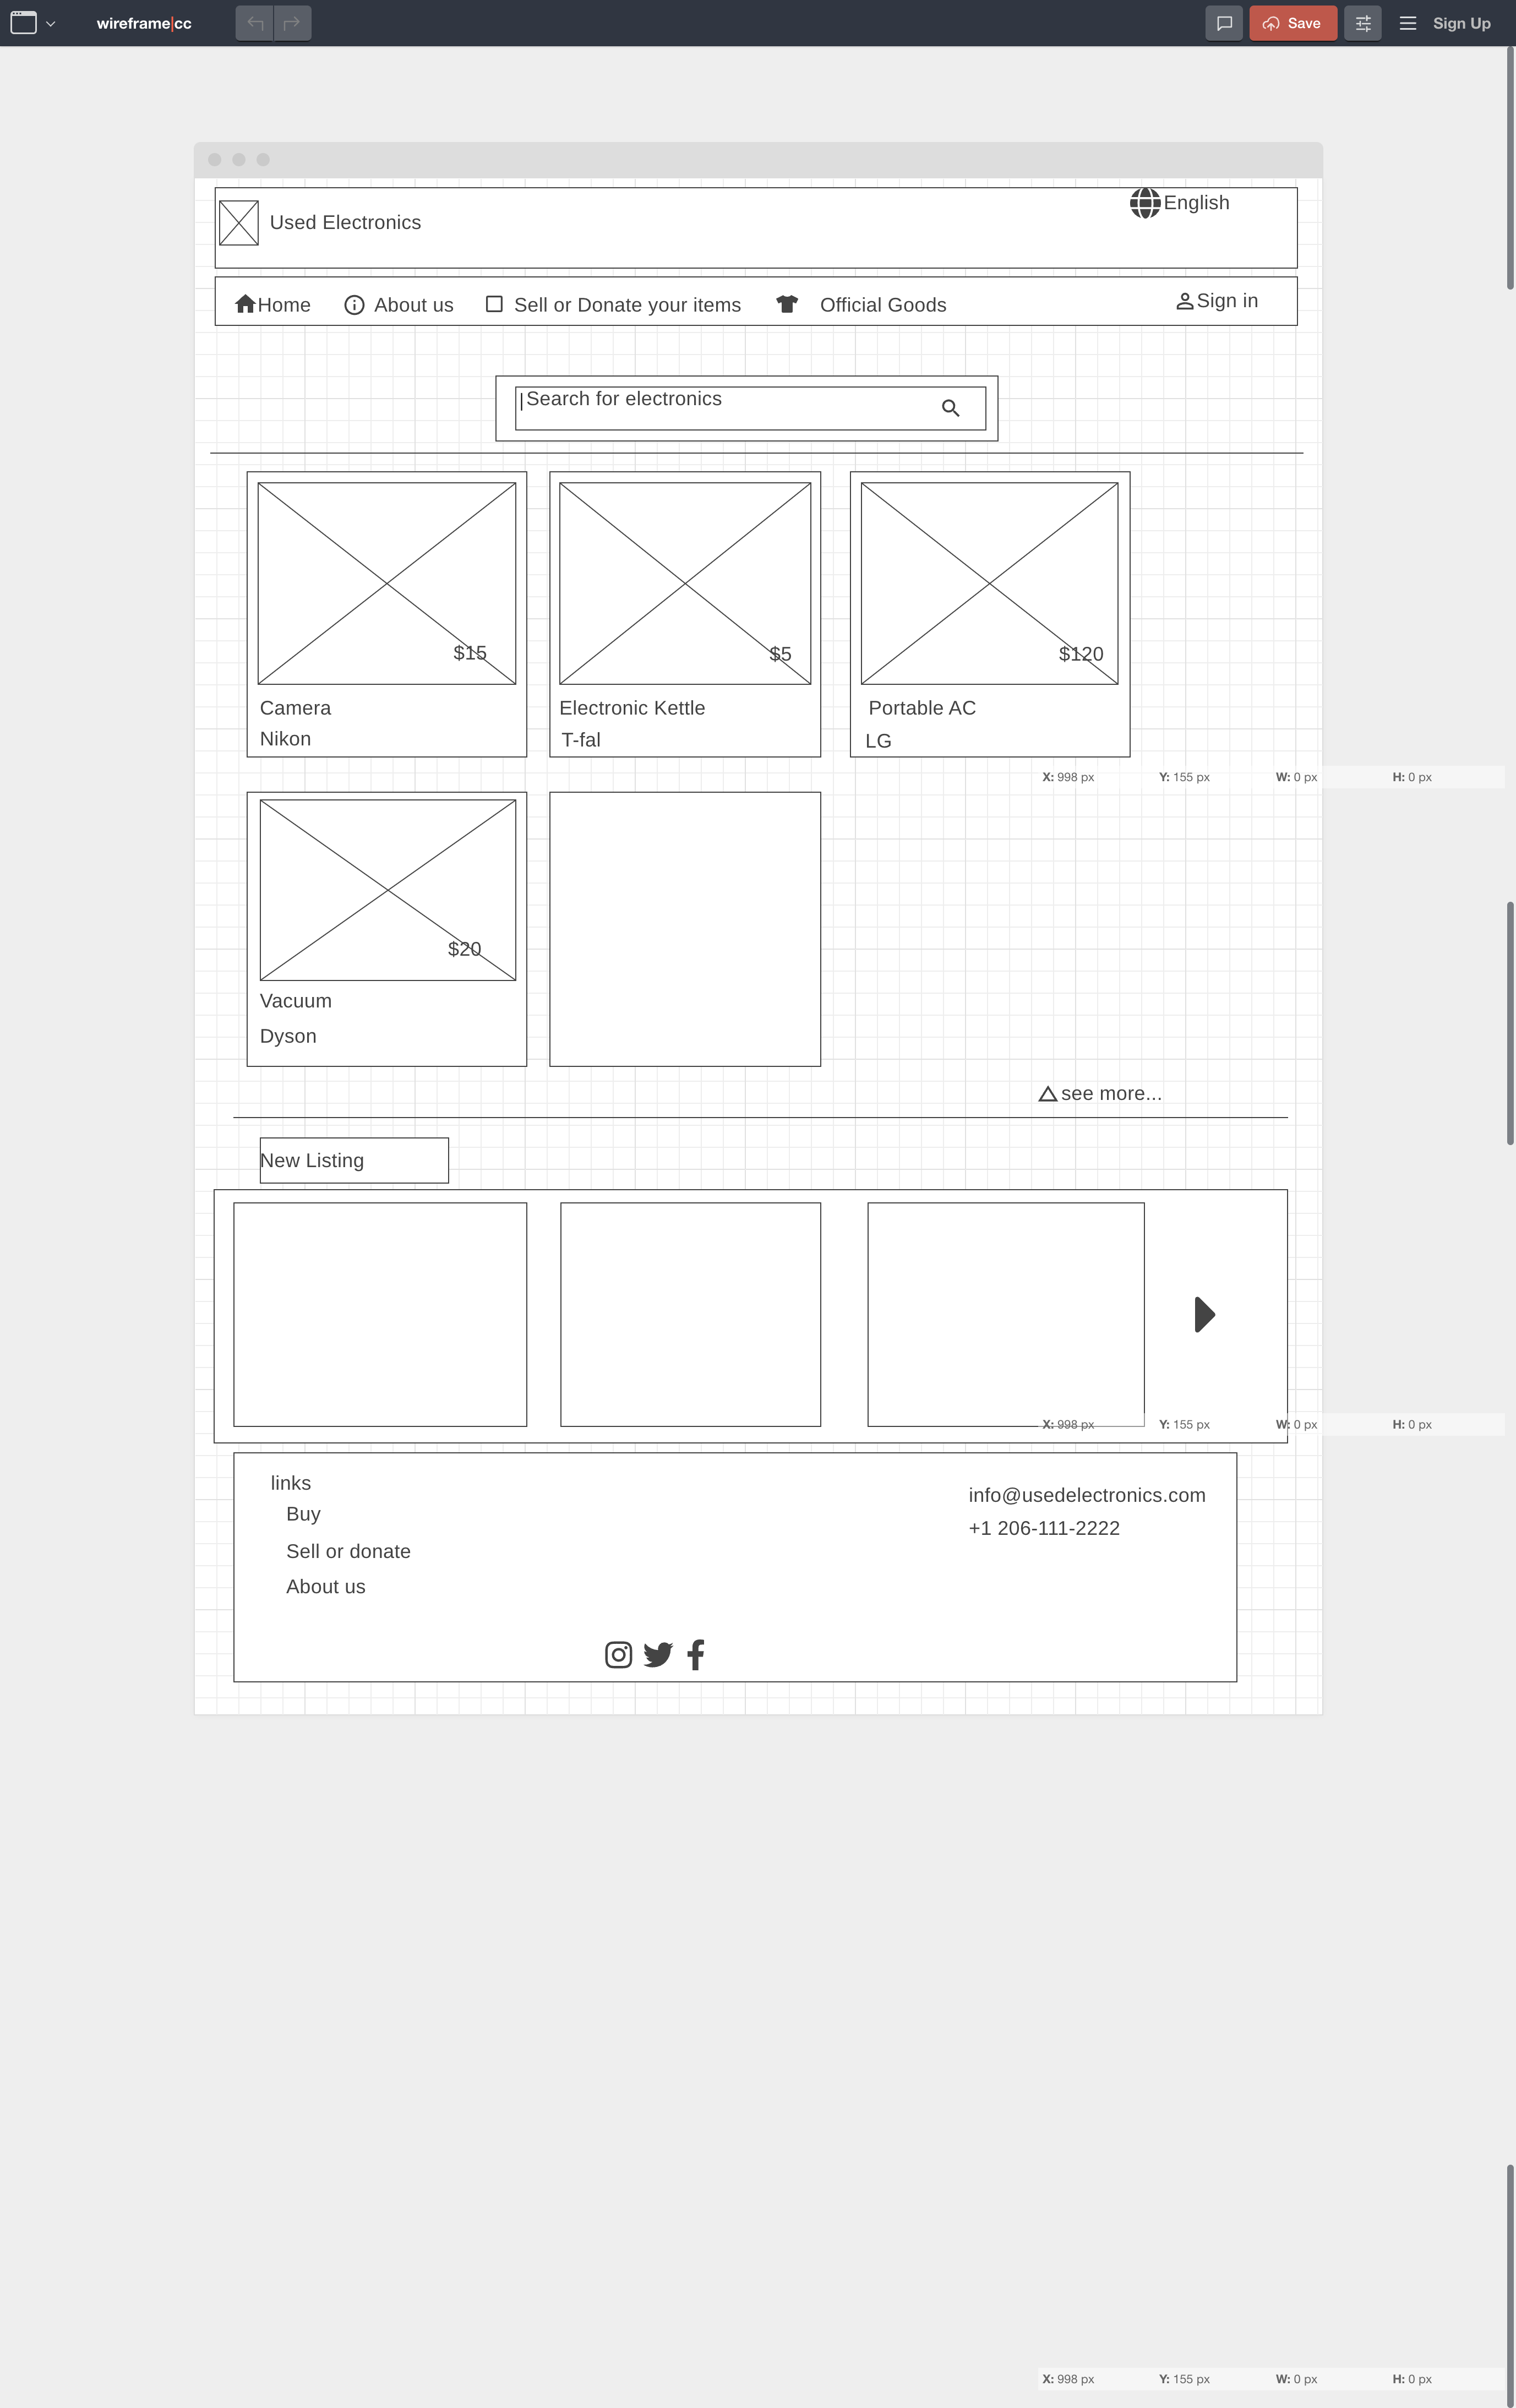 wireframe|cc
Save
Sign Up
Used Electronics
English
Home
About us
Sell or Donate your items
Official Goods
Sign in
Search for electronics
$15
$5
$120
Camera
Electronic Kettle
Portable AC
Nikon
T-fal
LG
X: 998 px Y: 155 px W: 0 px H: 0 px
$20
Vacuum
Dyson
see more...
New Listing
X: 998 px Y: 155 px W: 0 px H: 0 px
links
Buy
Sell or donate
About us
info@usedelectronics.com
+1 206-111-2222
X: 998 px Y: 155 px W: 0 px H: 0 px